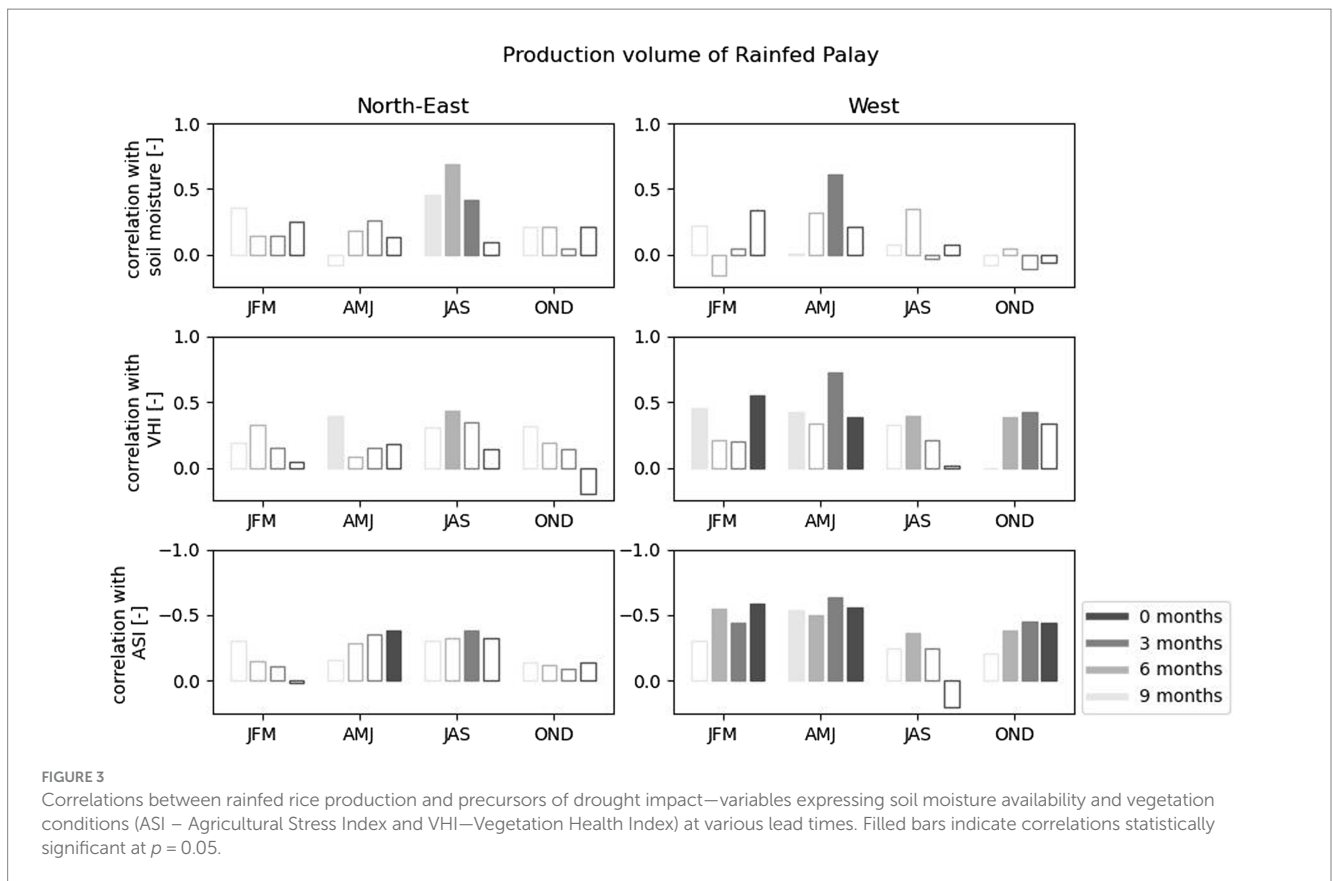 Production volume of Rainfed Palay
North-East
West
correlation with
soil moisture [-]
1.0
0.5
0.0
JFM
AMJ
JAS
OND
1.0
0.5
0.0
JFM
AMJ
JAS
OND
correlation with
VHI [-]
1.0
0.5
0.0
JFM
AMJ
JAS
OND
1.0
0.5
0.0
JFM
AMJ
JAS
OND
correlation with
ASI [-]
−1.0
−0.5
0.0
JFM
AMJ
JAS
OND
−1.0
−0.5
0.0
JFM
AMJ
JAS
OND
0 months
3 months
6 months
9 months
FIGURE 3
Correlations between rainfed rice production and precursors of drought impact—variables expressing soil moisture availability and vegetation
conditions (ASI – Agricultural Stress Index and VHI—Vegetation Health Index) at various lead times. Filled bars indicate correlations statistically
significant at p = 0.05.